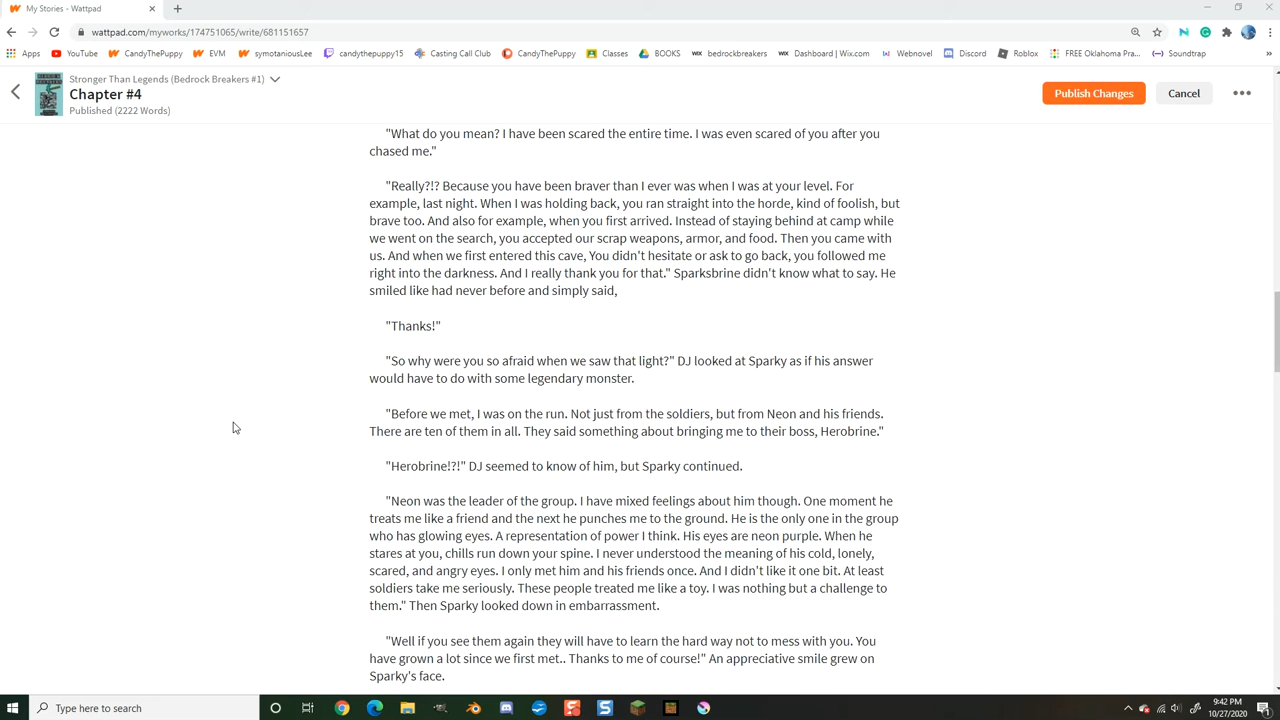 My Stories - Wattpad
wattpad.com/myworks/174751065/write/681151657
Apps YouTube CandyThePuppy EVM symotaniousLee candythepuppy15 Casting Call Club CandyThePuppy Classes BOOKS bedrockbreakers Dashboard | Wix.com Webnovel Discord Roblox FREE Oklahoma Pra... Soundtrap
Stronger Than Legends (Bedrock Breakers #1)
Chapter #4
Published (2222 Words)
Publish Changes
Cancel
"What do you mean? I have been scared the entire time. I was even scared of you after you
chased me."
"Really?!? Because you have been braver than I ever was when I was at your level. For
example, last night. When I was holding back, you ran straight into the horde, kind of foolish, but
brave too. And also for example, when you first arrived. Instead of staying behind at camp while
we went on the search, you accepted our scrap weapons, armor, and food. Then you came with
us. And when we first entered this cave, You didn't hesitate or ask to go back, you followed me
right into the darkness. And I really thank you for that." Sparksbrine didn't know what to say. He
smiled like had never before and simply said,
"Thanks!"
"So why were you so afraid when we saw that light?" DJ looked at Sparky as if his answer
would have to do with some legendary monster.
"Before we met, I was on the run. Not just from the soldiers, but from Neon and his friends.
There are ten of them in all. They said something about bringing me to their boss, Herobrine."
"Herobrine!?!" DJ seemed to know of him, but Sparky continued.
"Neon was the leader of the group. I have mixed feelings about him though. One moment he
treats me like a friend and the next he punches me to the ground. He is the only one in the group
who has glowing eyes. A representation of power I think. His eyes are neon purple. When he
stares at you, chills run down your spine. I never understood the meaning of his cold, lonely,
scared, and angry eyes. I only met him and his friends once. And I didn't like it one bit. At least
soldiers take me seriously. These people treated me like a toy. I was nothing but a challenge to
them." Then Sparky looked down in embarrassment.
"Well if you see them again they will have to learn the hard way not to mess with you. You
have grown a lot since we first met.. Thanks to me of course!" An appreciative smile grew on
Sparky's face.
Type here to search
9:42 PM
10/27/2020